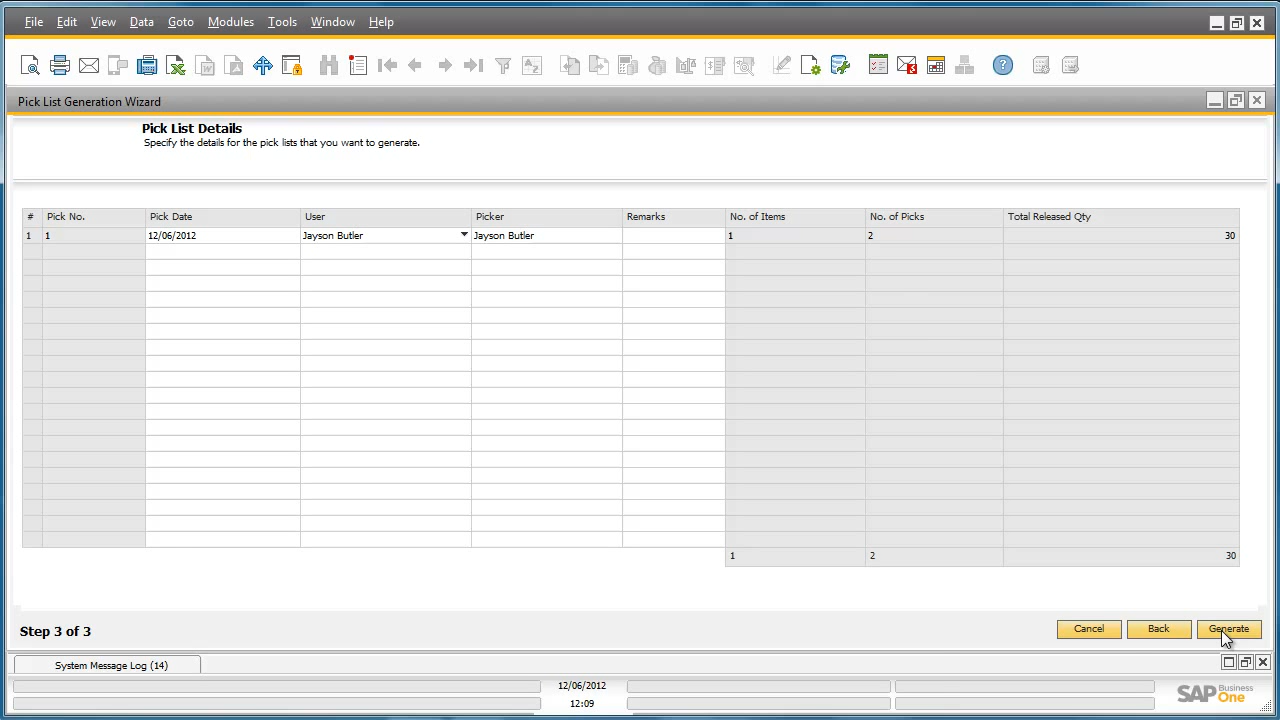 File Edit View Data Goto Modules Tools Window Help
Pick List Generation Wizard
Pick List Details
Specify the details for the pick lists that you want to generate.
# Pick No. Pick Date User Picker Remarks No. of Items No. of Picks Total Released Qty
1 1 12/06/2012 Jayson Butler Jayson Butler 1 2 30
1 2 30
Step 3 of 3 Cancel Back Generate
System Message Log (14)
12/06/2012
12:09
SAP Business One